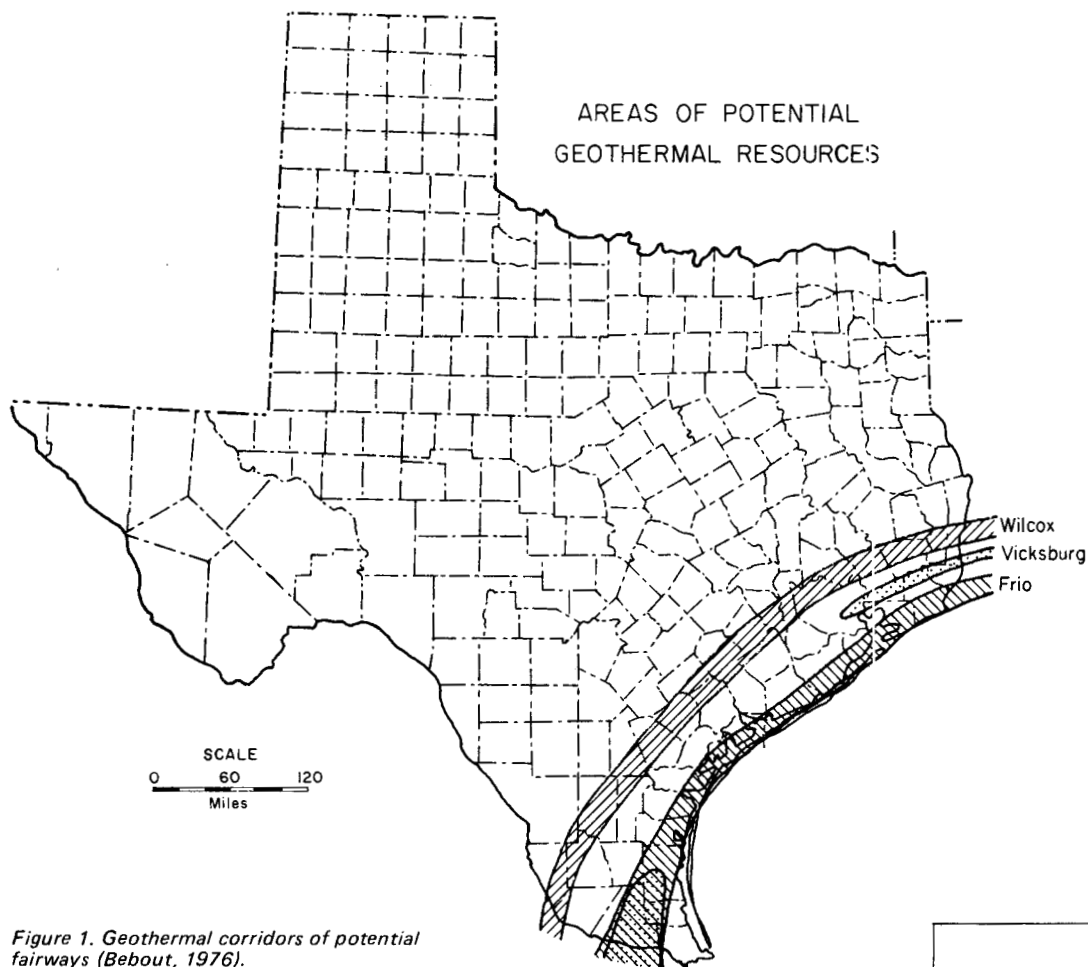 AREAS OF POTENTIAL
GEOTHERMAL RESOURCES
Wilcox
Vicksburg
Frio
SCALE
0 60 120
Miles
Figure 1. Geothermal corridors of potential
fairways (Bebout, 1976).